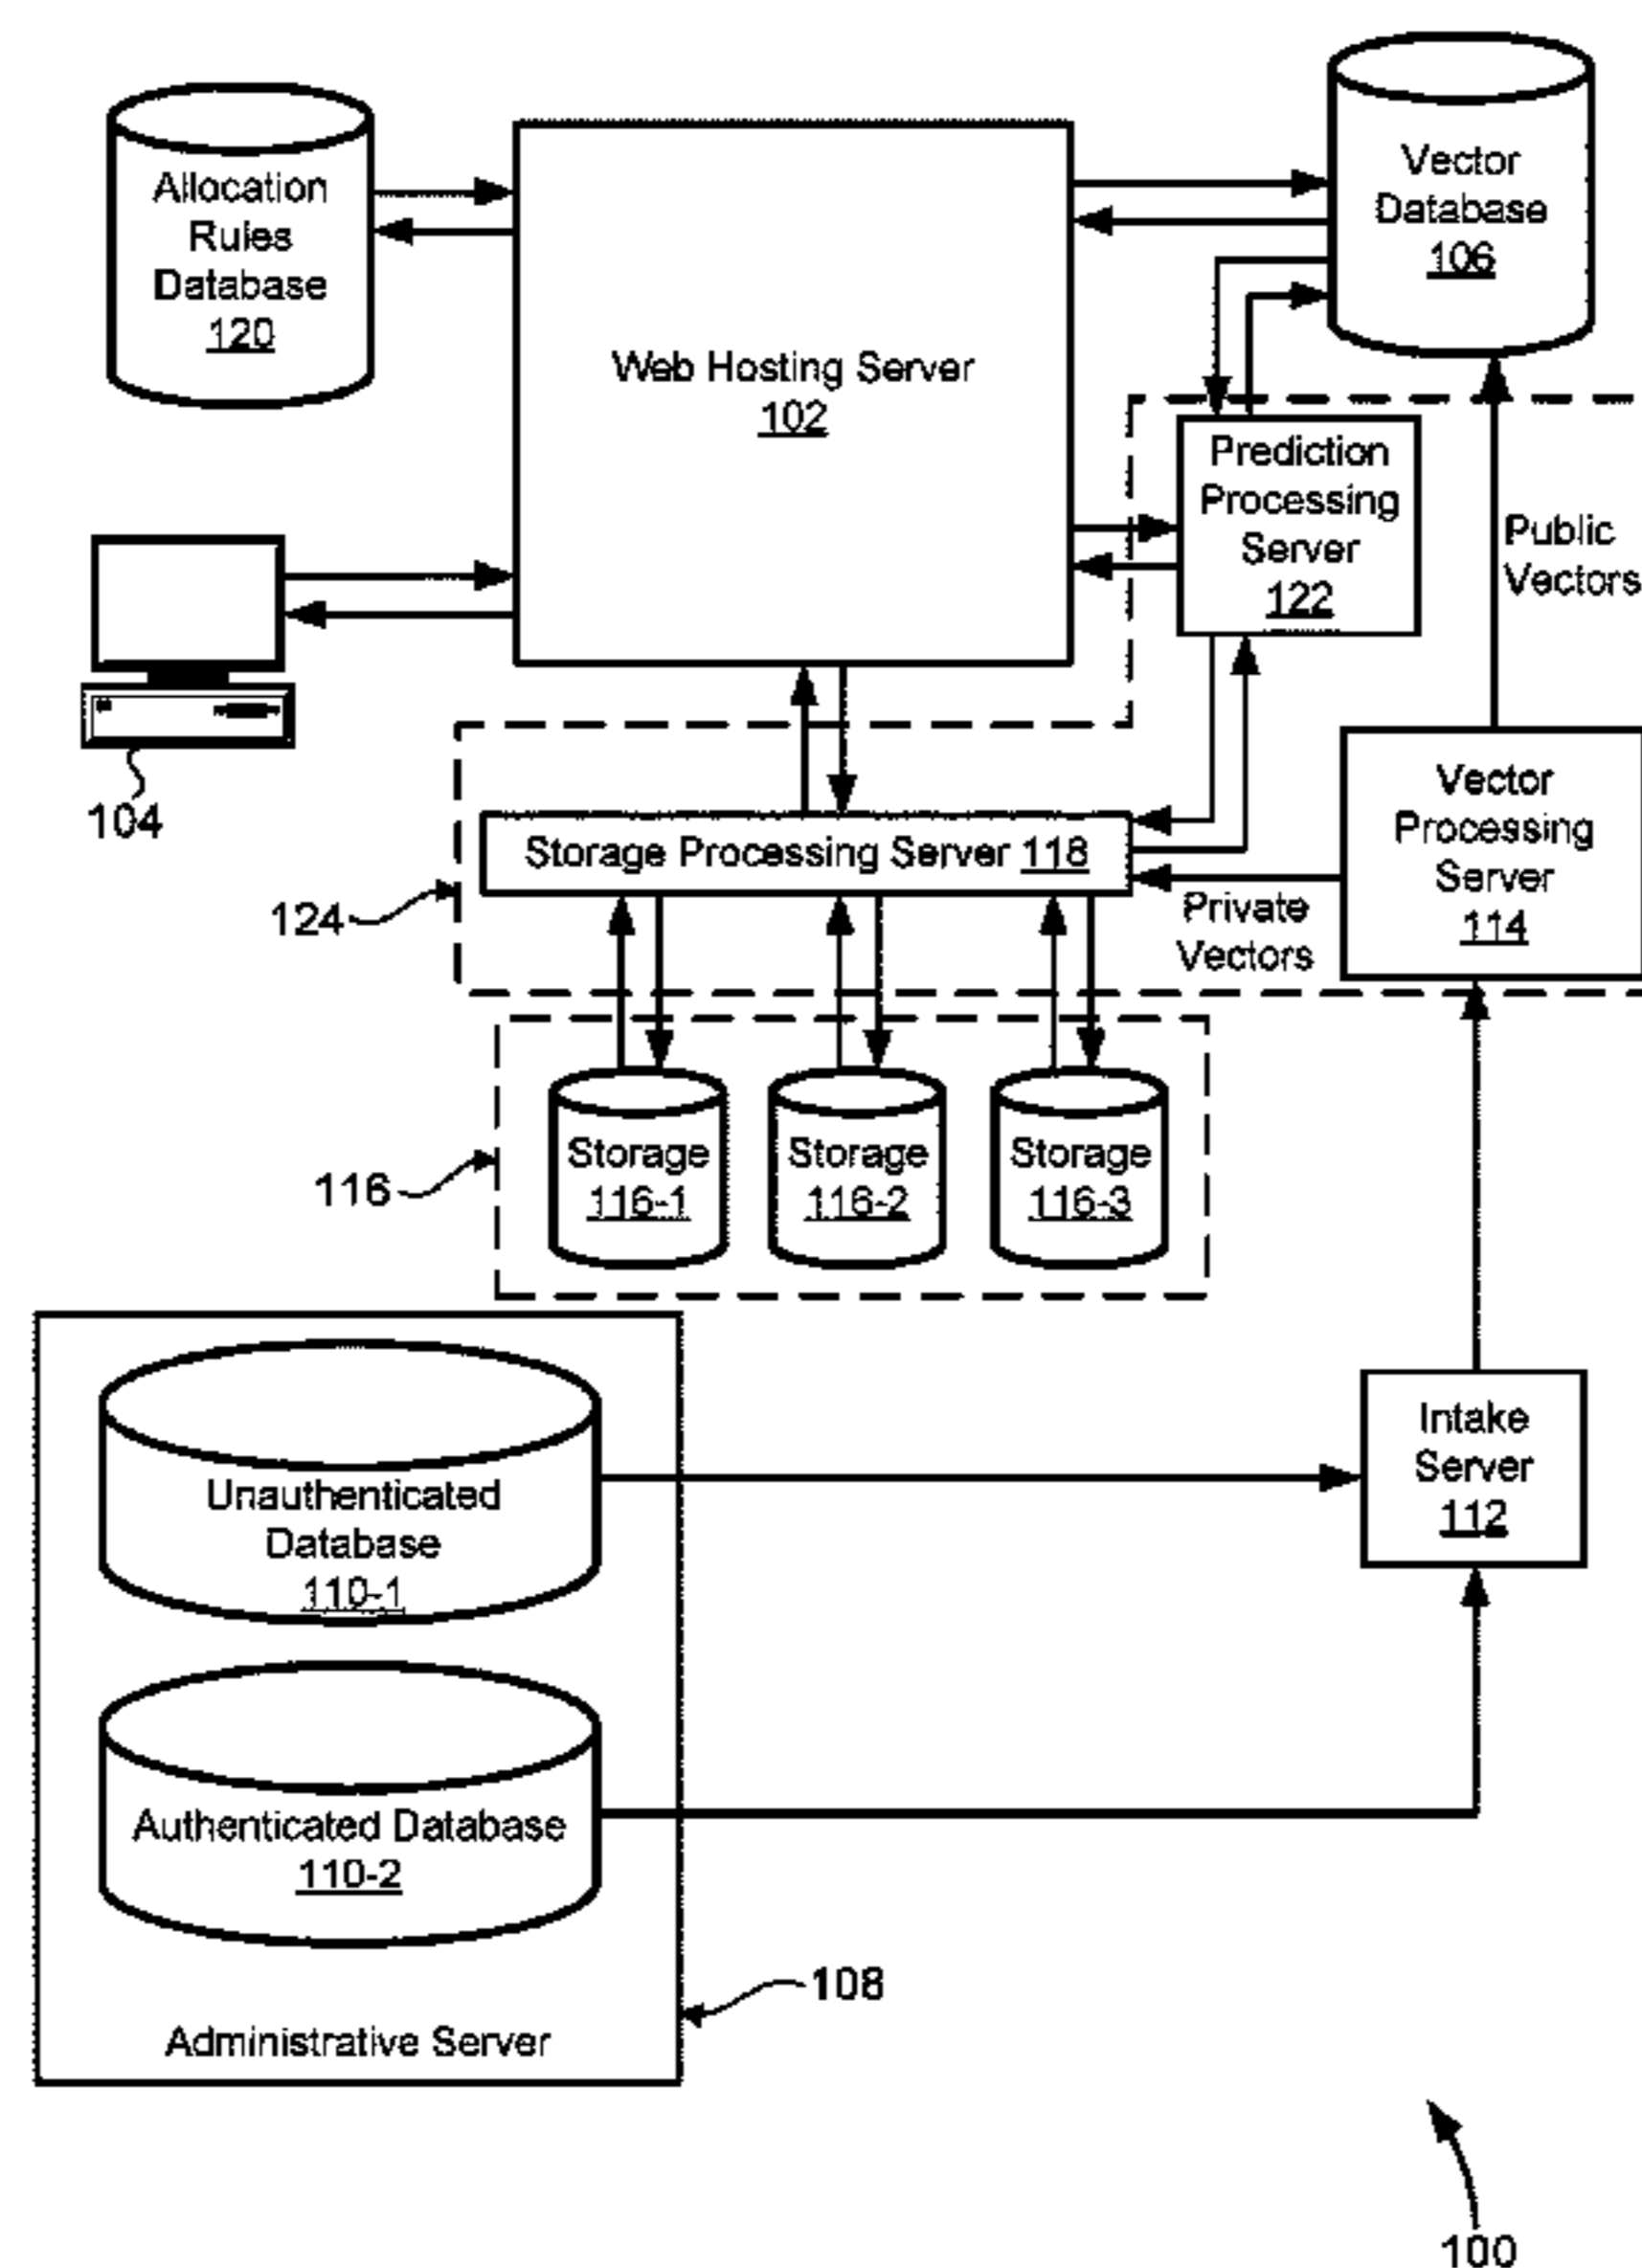 Allocation
Rules
Database
120
Web Hosting Server
102
Vector
Database
106
Prediction
Processing
Server
122
Public
Vectors
104
Storage Processing Server 118
124
Private
Vectors
Vector
Processing
Server
114
116
Storage
116-1
Storage
116-2
Storage
116-3
Unauthenticated
Database
110-1
Intake
Server
112
Authenticated Database
110-2
108
Administrative Server
100